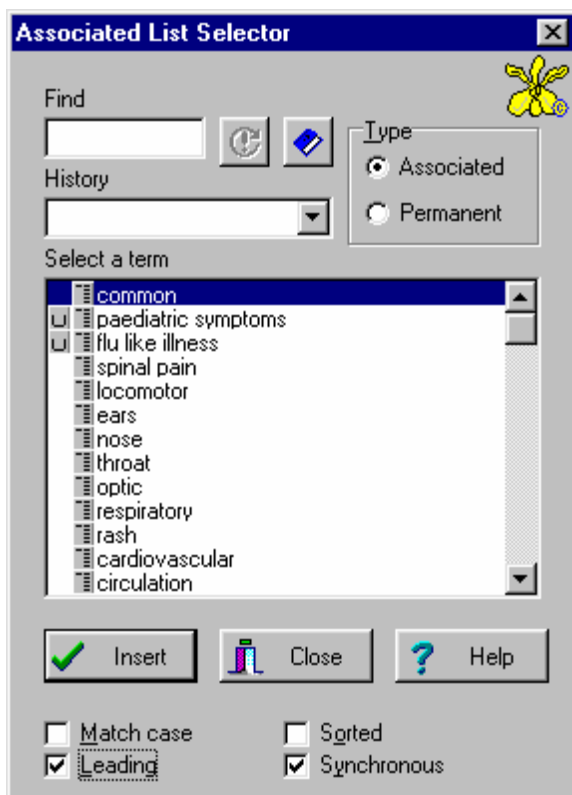 Associated List Selector
Find
Type
Associated
History
Permanent
Select a term
common
U paediatric symptoms
U flu like illness
spinal pain
locomotor
ears
nose
throat
optic
respiratory
rash
cardiovascular
circulation
Insert
Close
? Help
Match case
Sorted
Leading
Synchronous